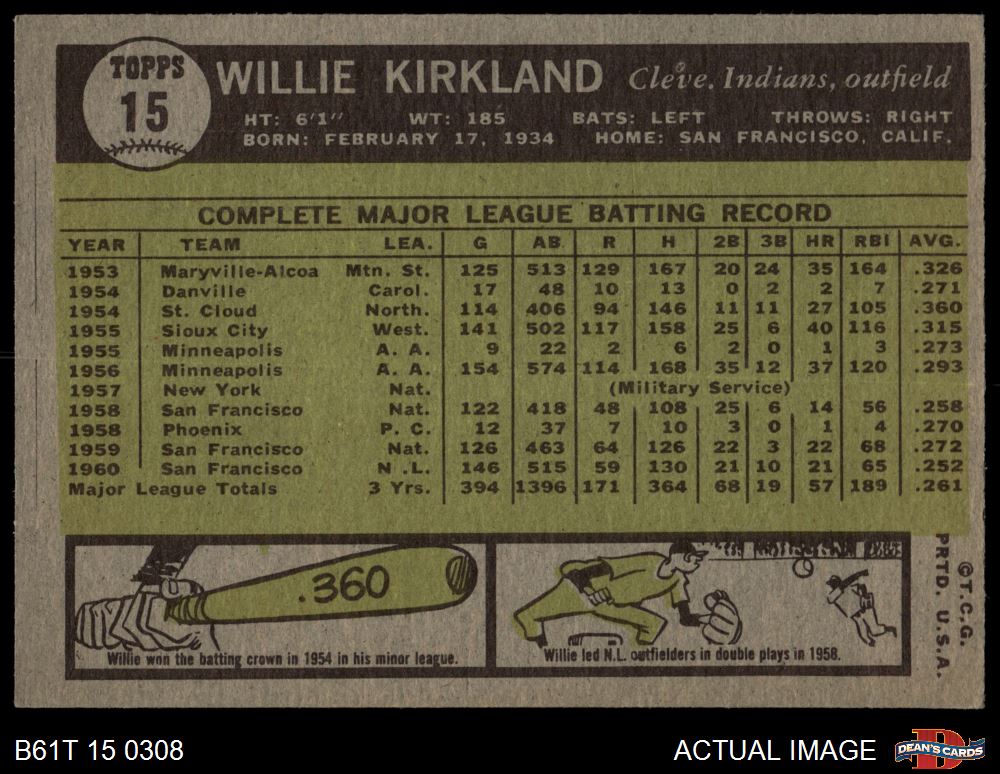 TOPPS
15
WILLIE KIRKLAND Cleve. Indians, outfield
HT: 6'1" WT: 185 BATS: LEFT THROWS: RIGHT
BORN: FEBRUARY 17, 1934 HOME: SAN FRANCISCO, CALIF.
COMPLETE MAJOR LEAGUE BATTING RECORD
YEAR TEAM LEA. G AB R H 2B 3B HR RBI AVG.
1953 Maryville-Alcoa Mtn. St. 125 513 129 167 20 24 35 164 .326
1954 Danville Carol. 17 48 10 13 0 2 2 7 .271
1954 St. Cloud North. 114 406 94 146 11 11 27 105 .360
1955 Sioux City West. 141 502 117 158 25 6 40 116 .315
1955 Minneapolis A. A. 9 22 2 6 2 0 1 3 .273
1956 Minneapolis A. A. 154 574 114 168 35 12 37 120 .293
1957 New York Nat. (Military Service)
1958 San Francisco Nat. 122 418 48 108 25 6 14 56 .258
1958 Phoenix P. C. 12 37 7 10 3 0 1 4 .270
1959 San Francisco Nat. 126 463 64 126 22 3 22 68 .272
1960 San Francisco N .L. 146 515 59 130 21 10 21 65 .252
Major League Totals 3 Yrs. 394 1396 171 364 68 19 57 189 .261
.360
Willie won the batting crown in 1954 in his minor league.
Willie led N.L. outfielders in double plays in 1958.
©T.C.G.
PRTD. U.S.A.
B61T 15 0308
ACTUAL IMAGE
DEAN'S CARDS